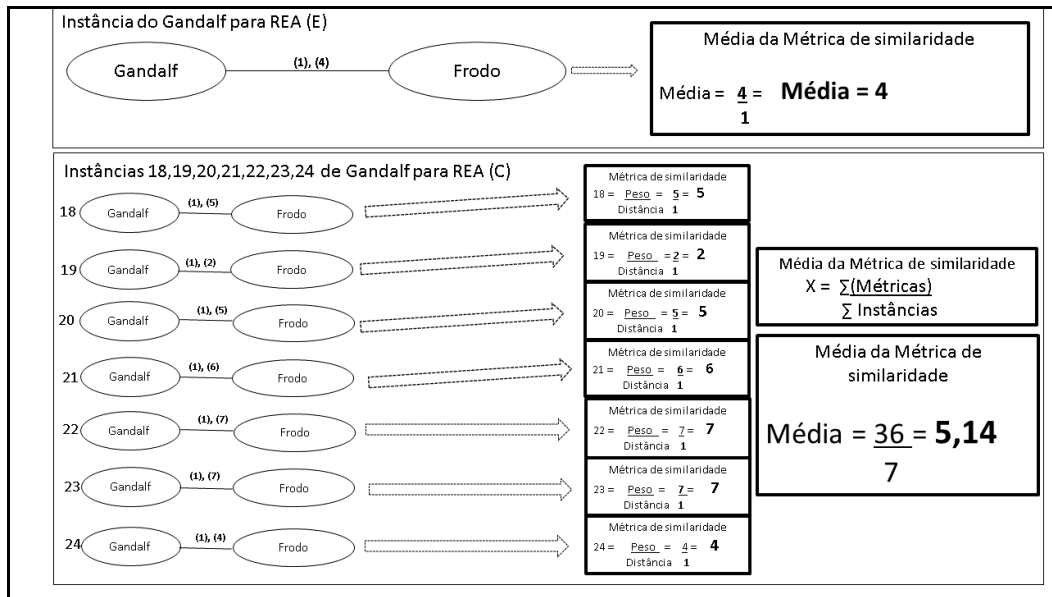 Instância do Gandalf para REA (E)
Gandalf
(1), (4)
Frodo
Média da Métrica de similaridade
Média = 4 = Média = 4
1
Instâncias 18,19,20,21,22,23,24 de Gandalf para REA (C)
18 Gandalf (1), (5) Frodo
Métrica de similaridade
18 = Peso = 5 = 5
Distância 1
19 Gandalf (1), (2) Frodo
Métrica de similaridade
19 = Peso = 2 = 2
Distância 1
20 Gandalf (1), (5) Frodo
Métrica de similaridade
20 = Peso = 5 = 5
Distância 1
21 Gandalf (1), (6) Frodo
Métrica de similaridade
21 = Peso = 6 = 6
Distância 1
22 Gandalf (1), (7) Frodo
Métrica de similaridade
22 = Peso = 7 = 7
Distância 1
23 Gandalf (1), (7) Frodo
Métrica de similaridade
23 = Peso = 7 = 7
Distância 1
24 Gandalf (1), (4) Frodo
Métrica de similaridade
24 = Peso = 4 = 4
Distância 1
Média da Métrica de similaridade
X = ∑(Métricas)
∑ Instâncias
Média da Métrica de
similaridade
Média = 36 = 5,14
7